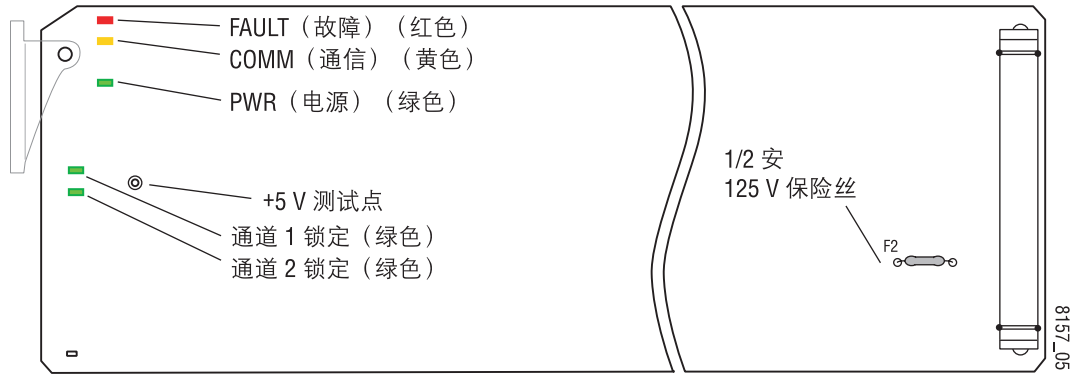 FAULT（故障）（红色）
COMM（通信）（黄色）
PWR（电源）（绿色）
+5 V 测试点
通道 1 锁定（绿色）
通道 2 锁定（绿色）
1/2 安
125 V 保险丝
F2
8157_05